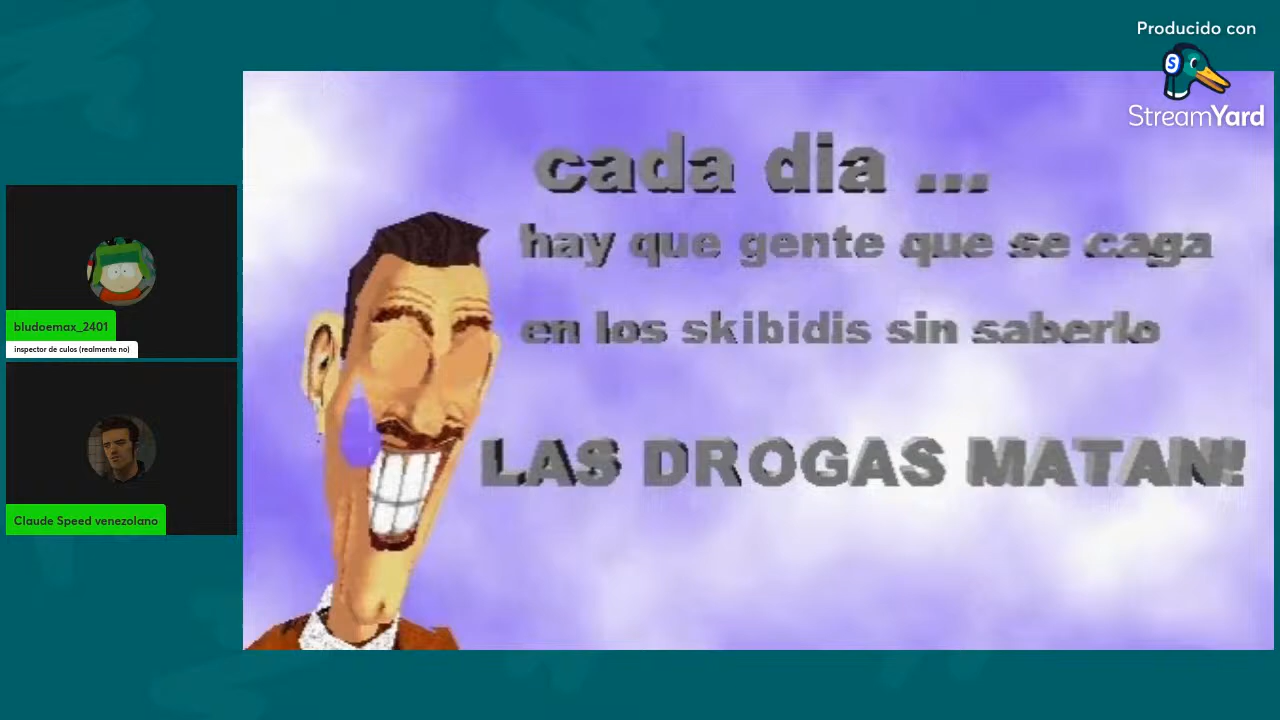 Producido con
StreamYard
cada dia ...
hay que gente que se caga
en los skibidis sin saberlo
LAS DROGAS MATAN!
bludoemax_2401
inspector de culos (realmente no)
Claude Speed venezolano